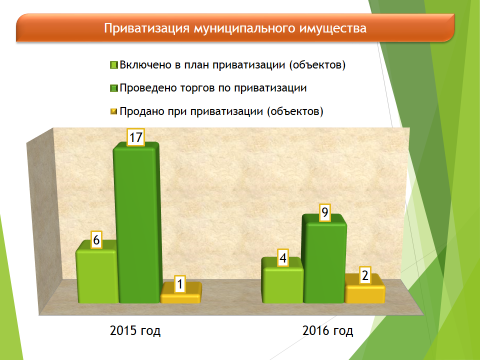 Приватизация муниципального имущества
Включено в план приватизации (объектов)
Проведено торгов по приватизации
Продано при приватизации (объектов)
17
6
1
9
4
2
2015 год
2016 год